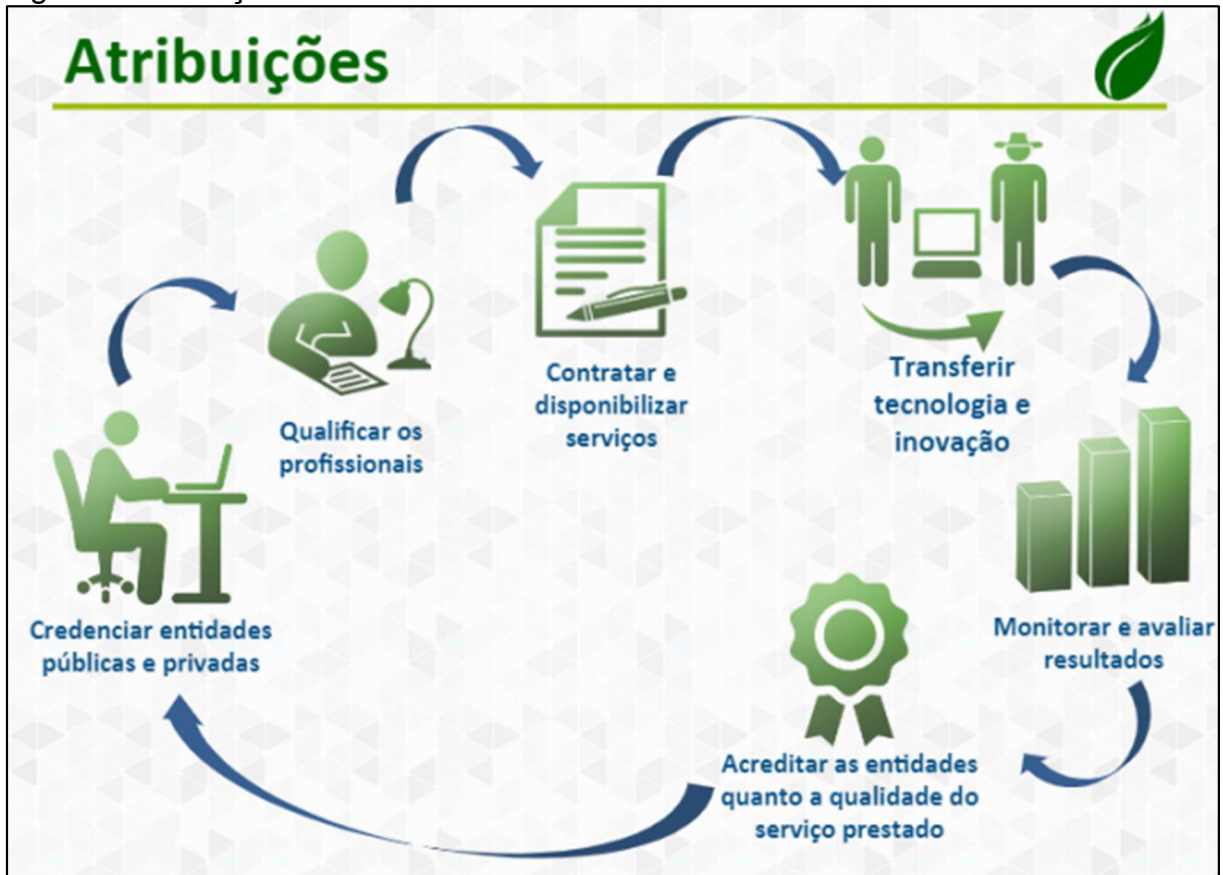 Atribuições
Qualificar os
profissionais
Contratar e
disponibilizar
serviços
Transferir
tecnologia e
inovação
Credenciar entidades
públicas e privadas
Monitorar e avaliar
resultados
Acreditar as entidades
quanto a qualidade do
serviço prestado